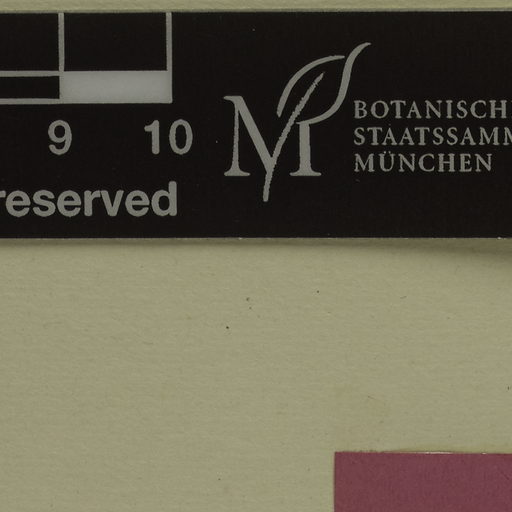 9 10
reserved
BOTANISCH
STAATSSAMM
MÜNCHEN